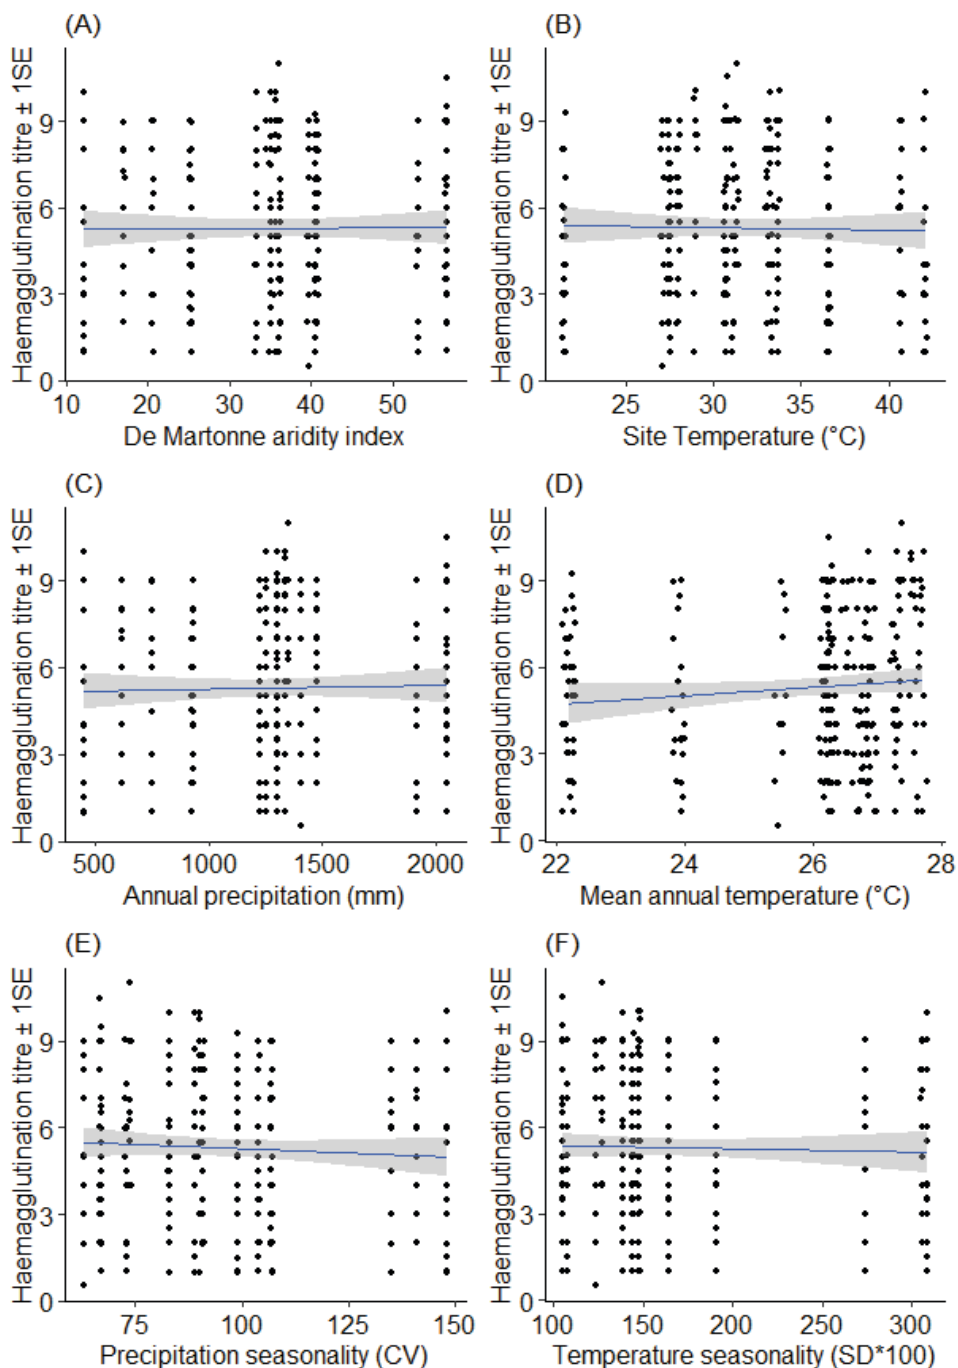 (A)
Haemagglutination titre ± 1SE
9
6
3
0
10 20 30 40 50
De Martonne aridity index
(B)
Haemagglutination titre ± 1SE
9
6
3
0
25 30 35 40
Site Temperature (°C)
(C)
Haemagglutination titre ± 1SE
9
6
3
0
500 1000 1500 2000
Annual precipitation (mm)
(D)
Haemagglutination titre ± 1SE
9
6
3
0
22 24 26 28
Mean annual temperature (°C)
(E)
Haemagglutination titre ± 1SE
9
6
3
0
75 100 125 150
Precipitation seasonality (CV)
(F)
Haemagglutination titre ± 1SE
9
6
3
0
100 150 200 250 300
Temperature seasonality (SD*100)